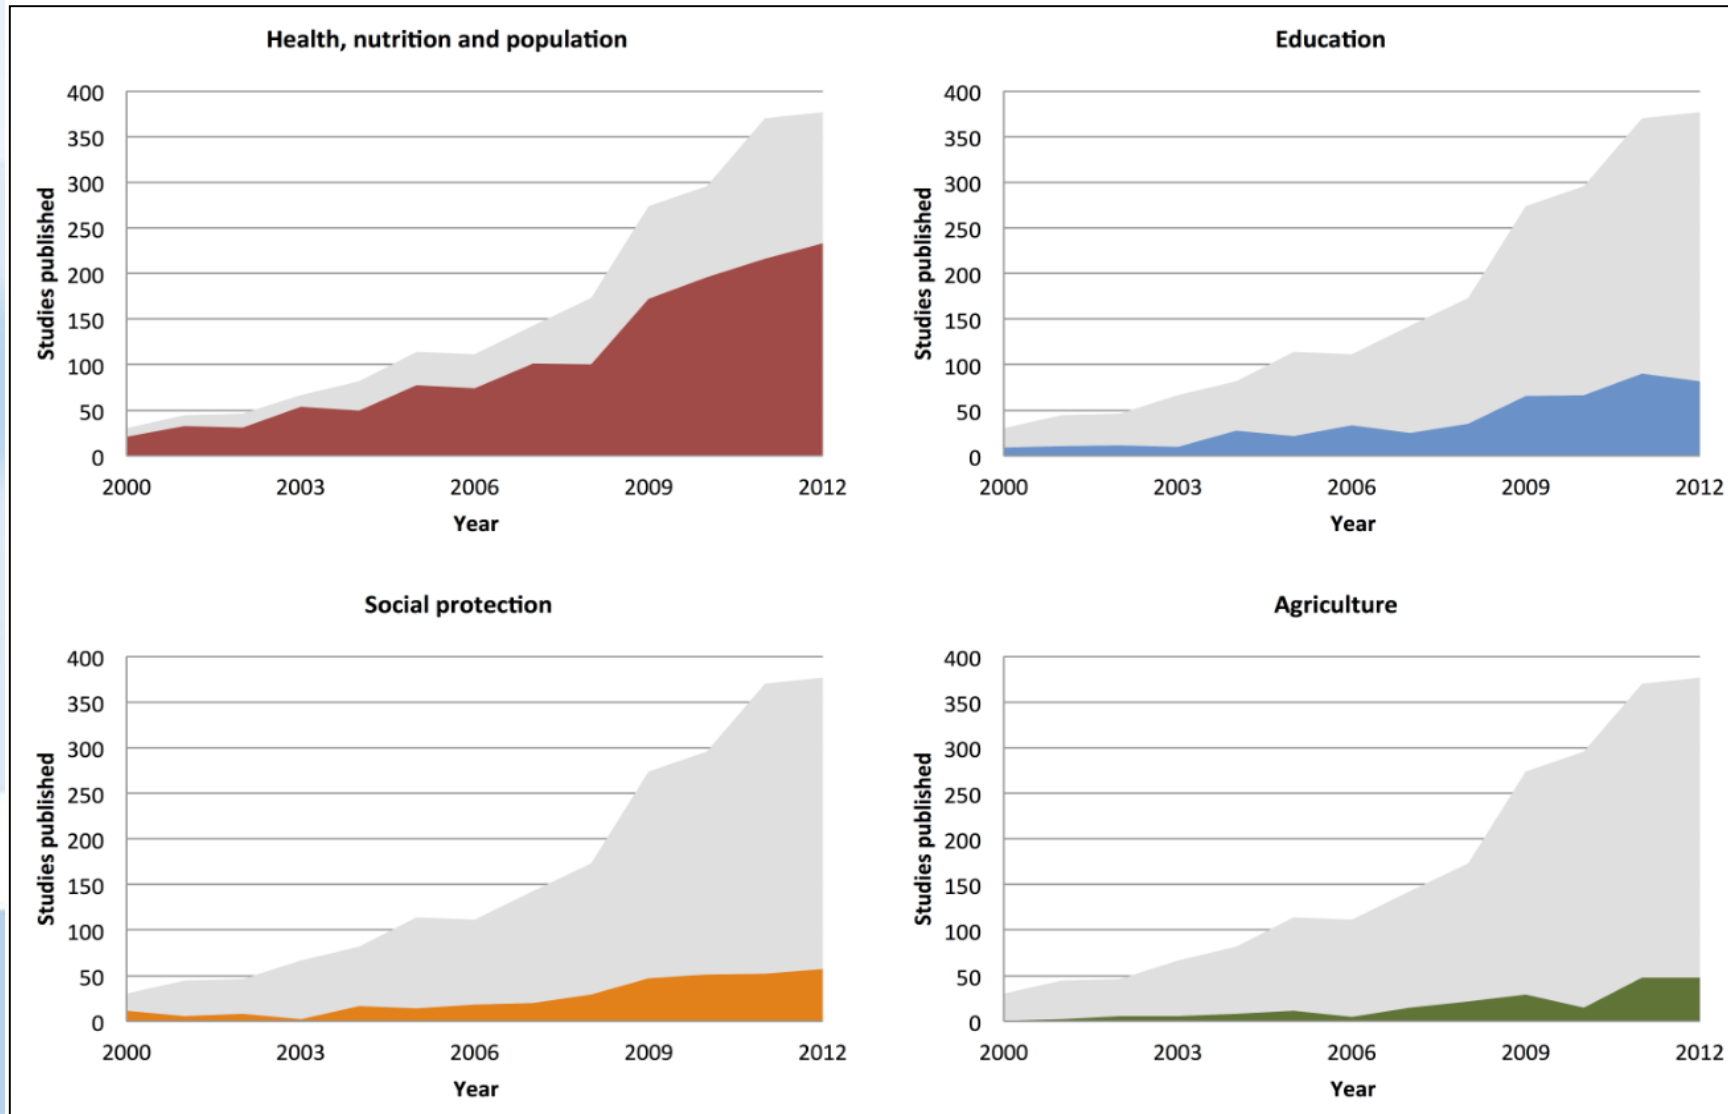 Health, nutrition and population
Studies published
400
350
300
250
200
150
100
50
0
2000 2003 2006 2009 2012
Year
Education
Studies published
400
350
300
250
200
150
100
50
0
2000 2003 2006 2009 2012
Year
Social protection
Studies published
400
350
300
250
200
150
100
50
0
2000 2003 2006 2009 2012
Year
Agriculture
Studies published
400
350
300
250
200
150
100
50
0
2000 2003 2006 2009 2012
Year